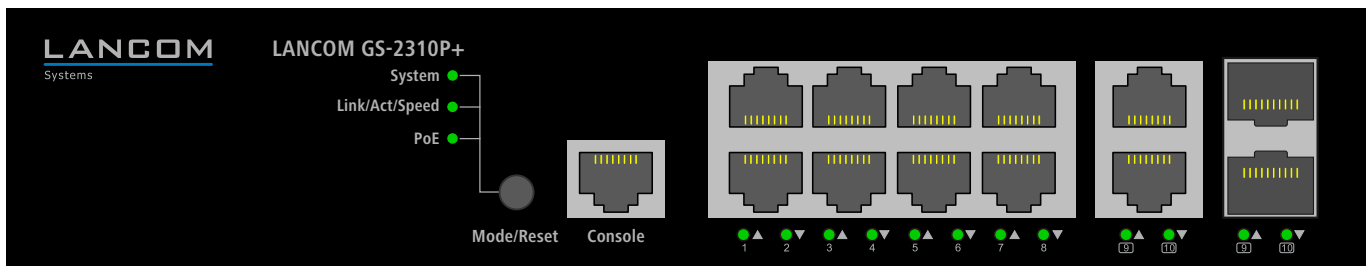 LANCOM
Systems
LANCOM GS-2310P+
System
Link/Act/Speed
PoE
Mode/Reset
Console
1 2 3 4 5 6 7 8 9 10 9 10